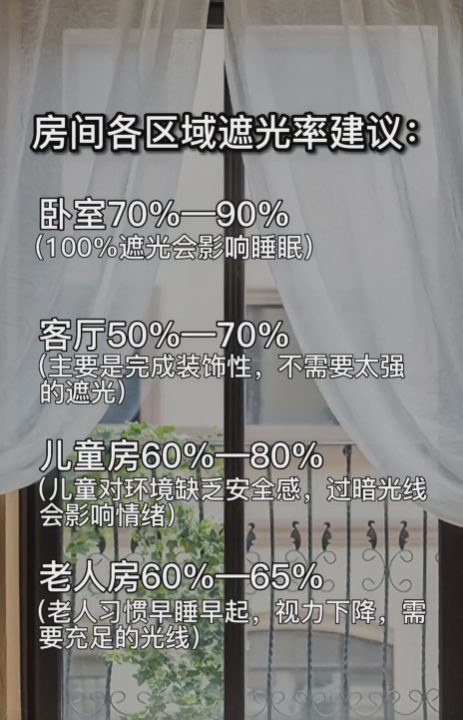 房间各区域遮光率建议：
卧室70%—90%
（100%遮光会影响睡眠）
客厅50%—70%
（主要是完成装饰性，不需要太强
的遮光）
儿童房60%—80%
（儿童对环境缺乏安全感，过暗光线
会影响情绪）
老人房60%—65%
（老人习惯早睡早起，视力下降，需
要充足的光线）